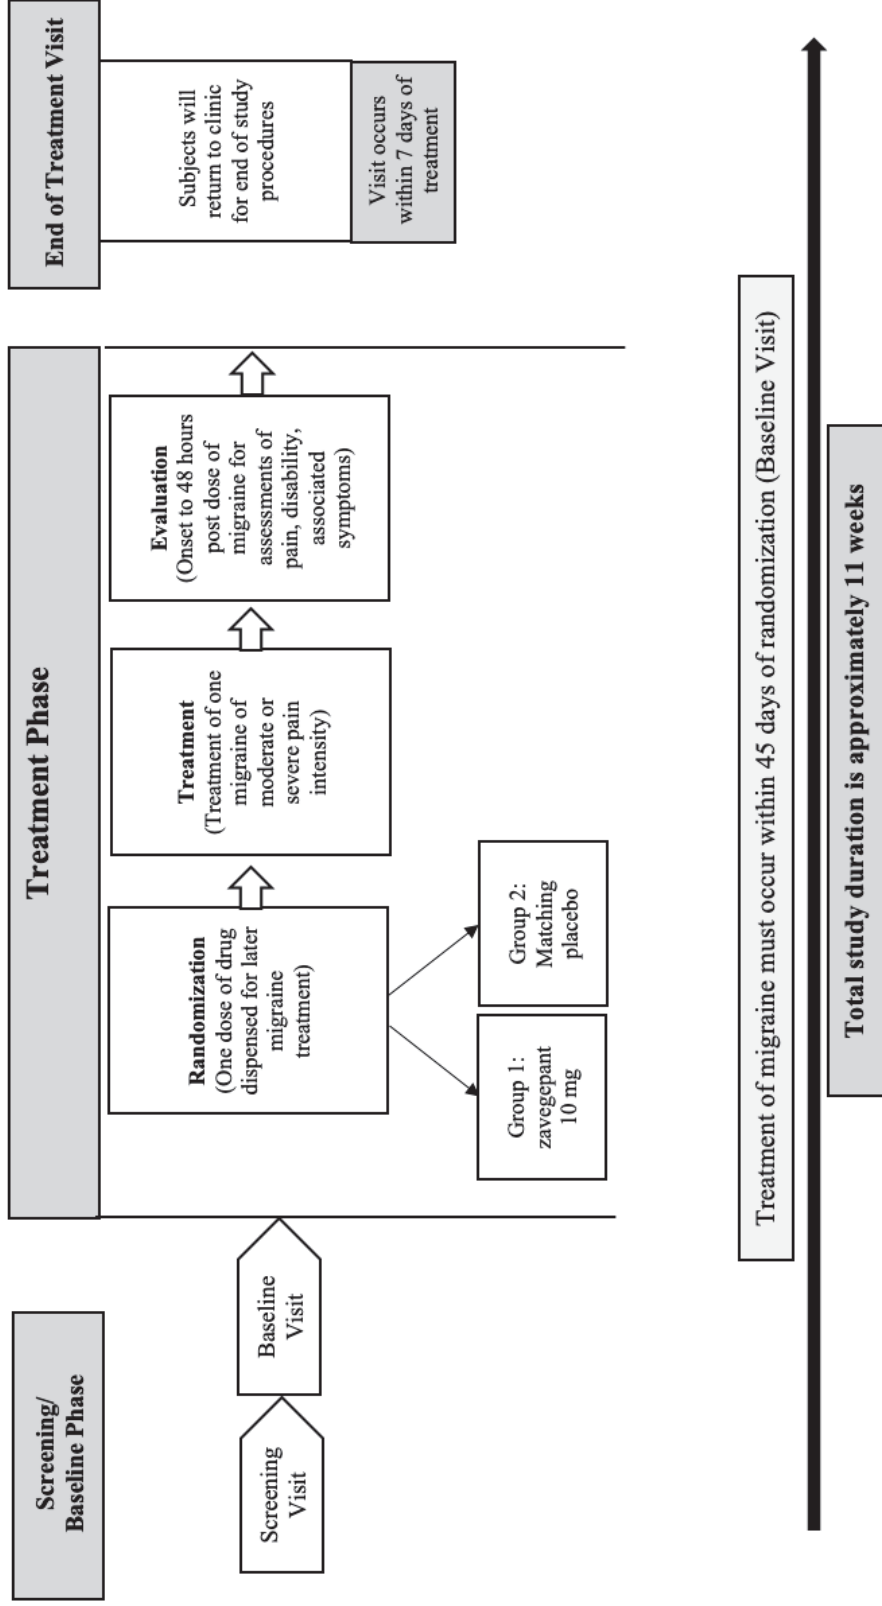 Screening/
Baseline Phase
Treatment Phase
End of Treatment Visit
Screening
Visit
Baseline
Visit
Randomization
(One dose of drug
dispensed for later
migraine
treatment)
Treatment
(Treatment of one
migraine of
moderate or
severe pain
intensity)
Evaluation
(Onset to 48 hours
post dose of
migraine for
assessments of
pain, disability,
associated
symptoms)
Subjects will
return to clinic
for end of study
procedures
Visit occurs
within 7 days of
treatment
Group 1:
zavegepant
10 mg
Group 2:
Matching
placebo
Treatment of migraine must occur within 45 days of randomization (Baseline Visit)
Total study duration is approximately 11 weeks